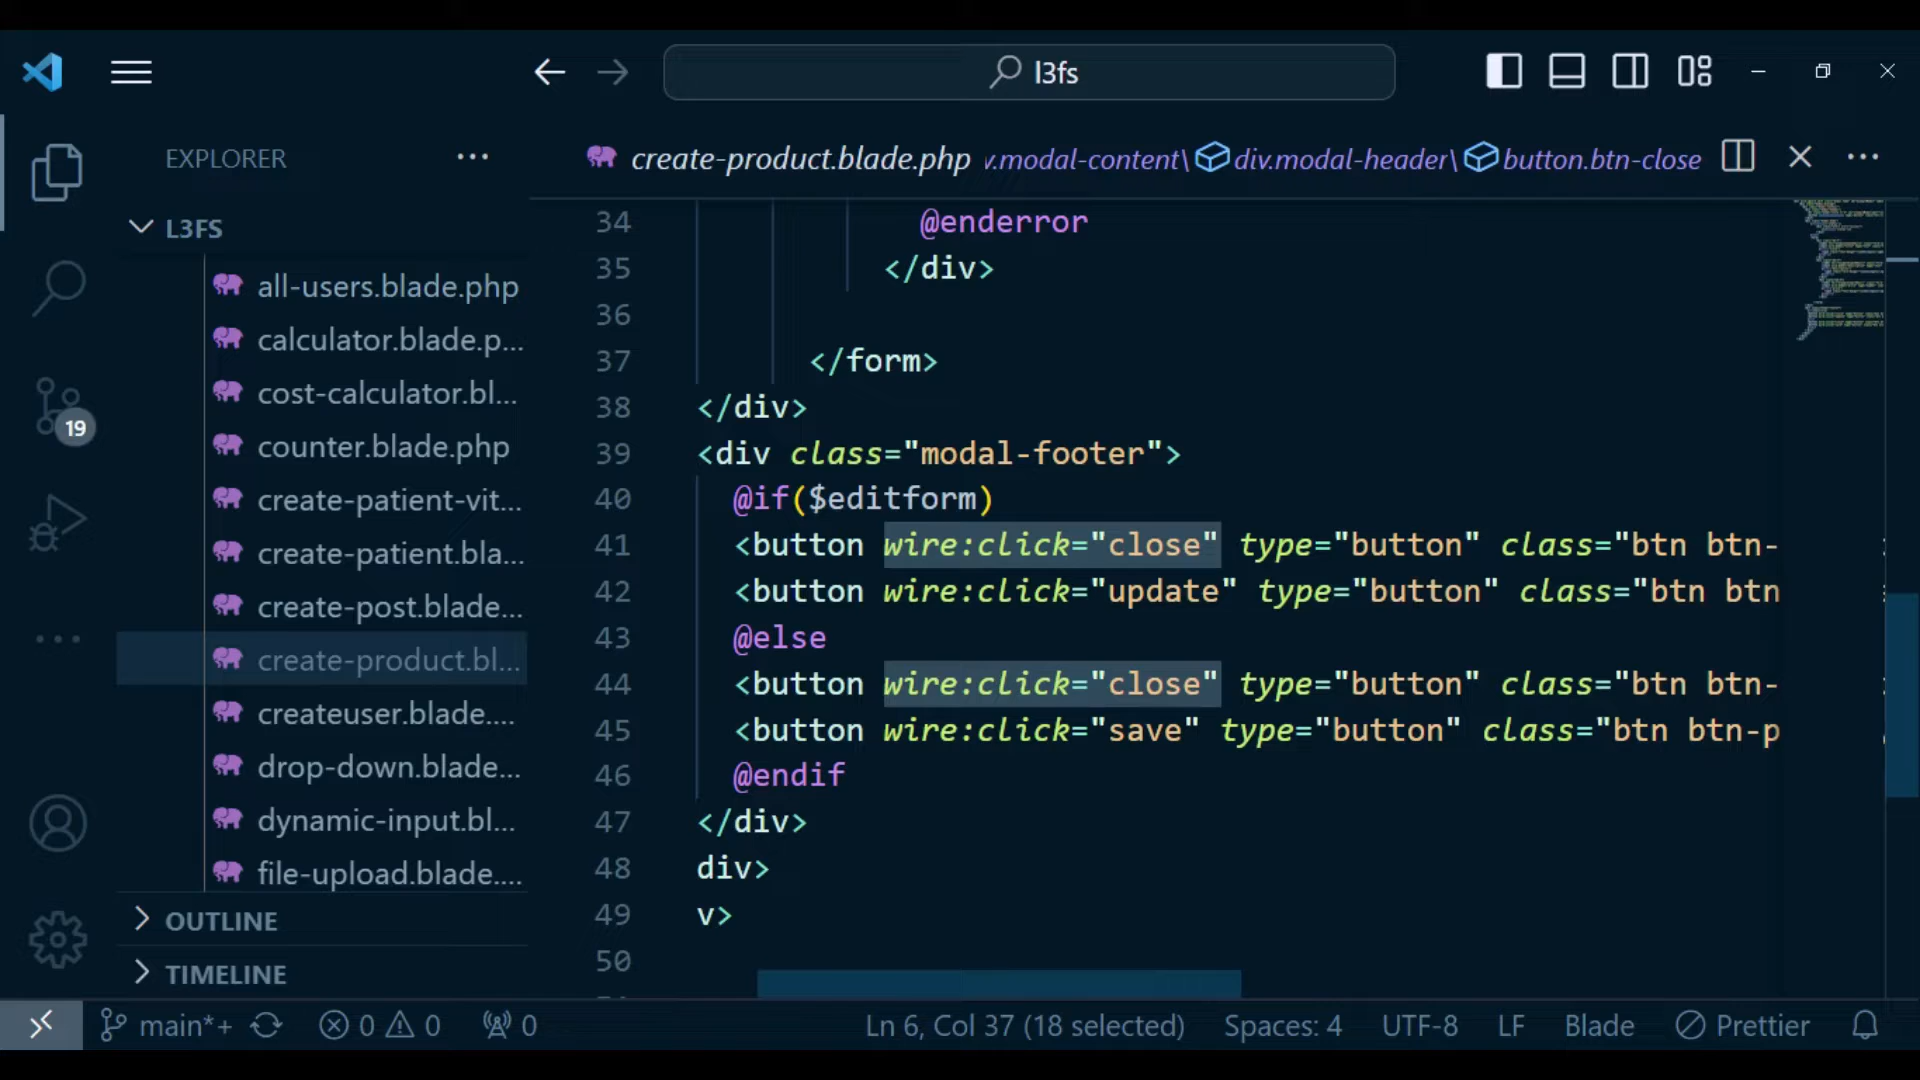 l3fs
EXPLORER
L3FS
all-users.blade.php
calculator.blade.p...
cost-calculator.bl...
counter.blade.php
create-patient-vit...
create-patient.bla...
create-post.blade...
create-product.bl...
createuser.blade....
drop-down.blade...
dynamic-input.bl...
file-upload.blade....
OUTLINE
TIMELINE
19
create-product.blade.php .modal-content\ div.modal-header\ button.btn-close
34 @enderror
35 </div>
36
37 </form>
38 </div>
39 <div class="modal-footer">
40 @if($editform)
41 <button wire:click="close" type="button" class="btn btn-
42 <button wire:click="update" type="button" class="btn btn
43 @else
44 <button wire:click="close" type="button" class="btn btn-
45 <button wire:click="save" type="button" class="btn btn-p
46 @endif
47 </div>
48 div>
49 v>
50
main*+ 0 0 0 Ln 6, Col 37 (18 selected) Spaces: 4 UTF-8 LF Blade Prettier